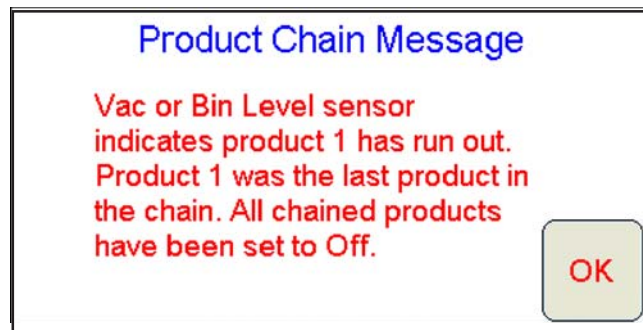 Product Chain Message
Vac or Bin Level sensor
indicates product 1 has run out.
Product 1 was the last product in
the chain. All chained products
have been set to Off.
OK